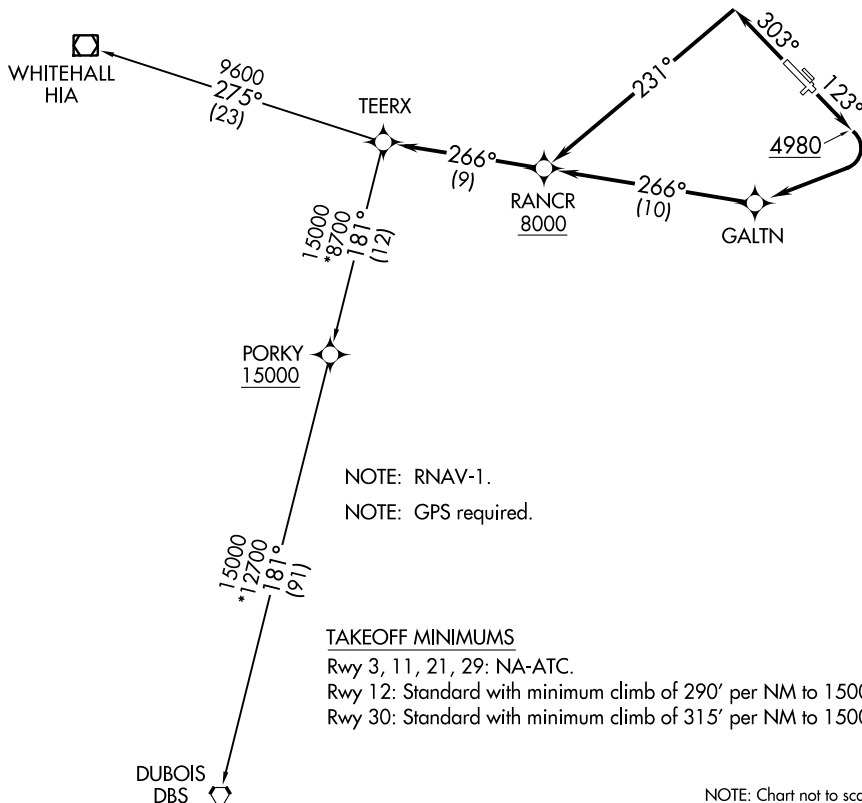 303°
123°
231°
4980
WHITEHALL
HIA
9600
275°
(23)
TEERX
266°
(9)
RANCR
8000
266°
(10)
GALTN
15000
*8700
181°
(12)
PORKY
15000
NOTE: RNAV-1.
NOTE: GPS required.
15000
*12700
181°
(91)
TAKEOFF MINIMUMS
Rwy 3, 11, 21, 29: NA-ATC.
Rwy 12: Standard with minimum climb of 290' per NM to 1500
Rwy 30: Standard with minimum climb of 315' per NM to 1500
DUBOIS
DBS
NOTE: Chart not to sca